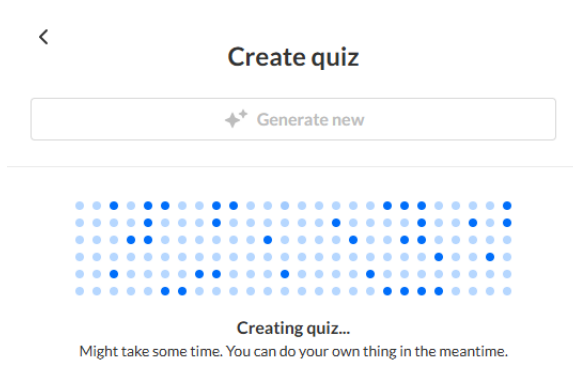 Create quiz
Generate new
Creating quiz...
Might take some time. You can do your own thing in the meantime.